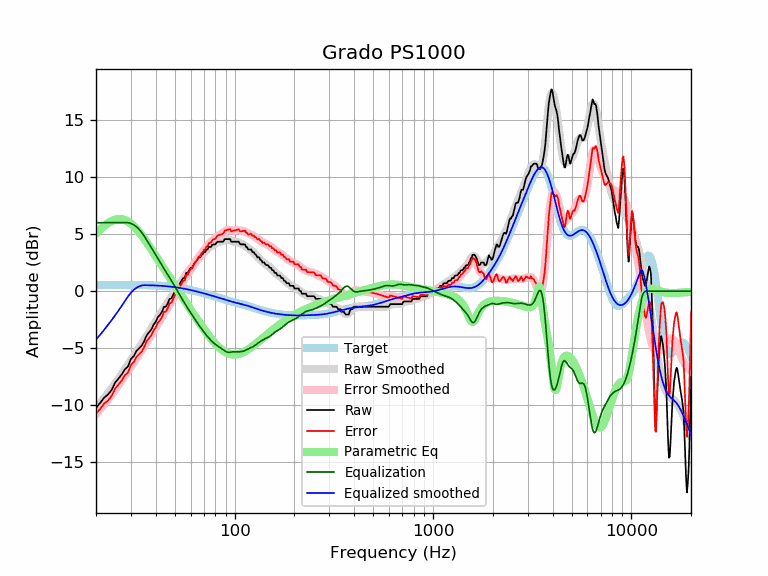 Grado PS1000
Amplitude (dBr)
15
10
5
0
−5
−10
−15
Target
Raw Smoothed
Error Smoothed
Raw
Error
Parametric Eq
Equalization
Equalized smoothed
100
1000
10000
Frequency (Hz)